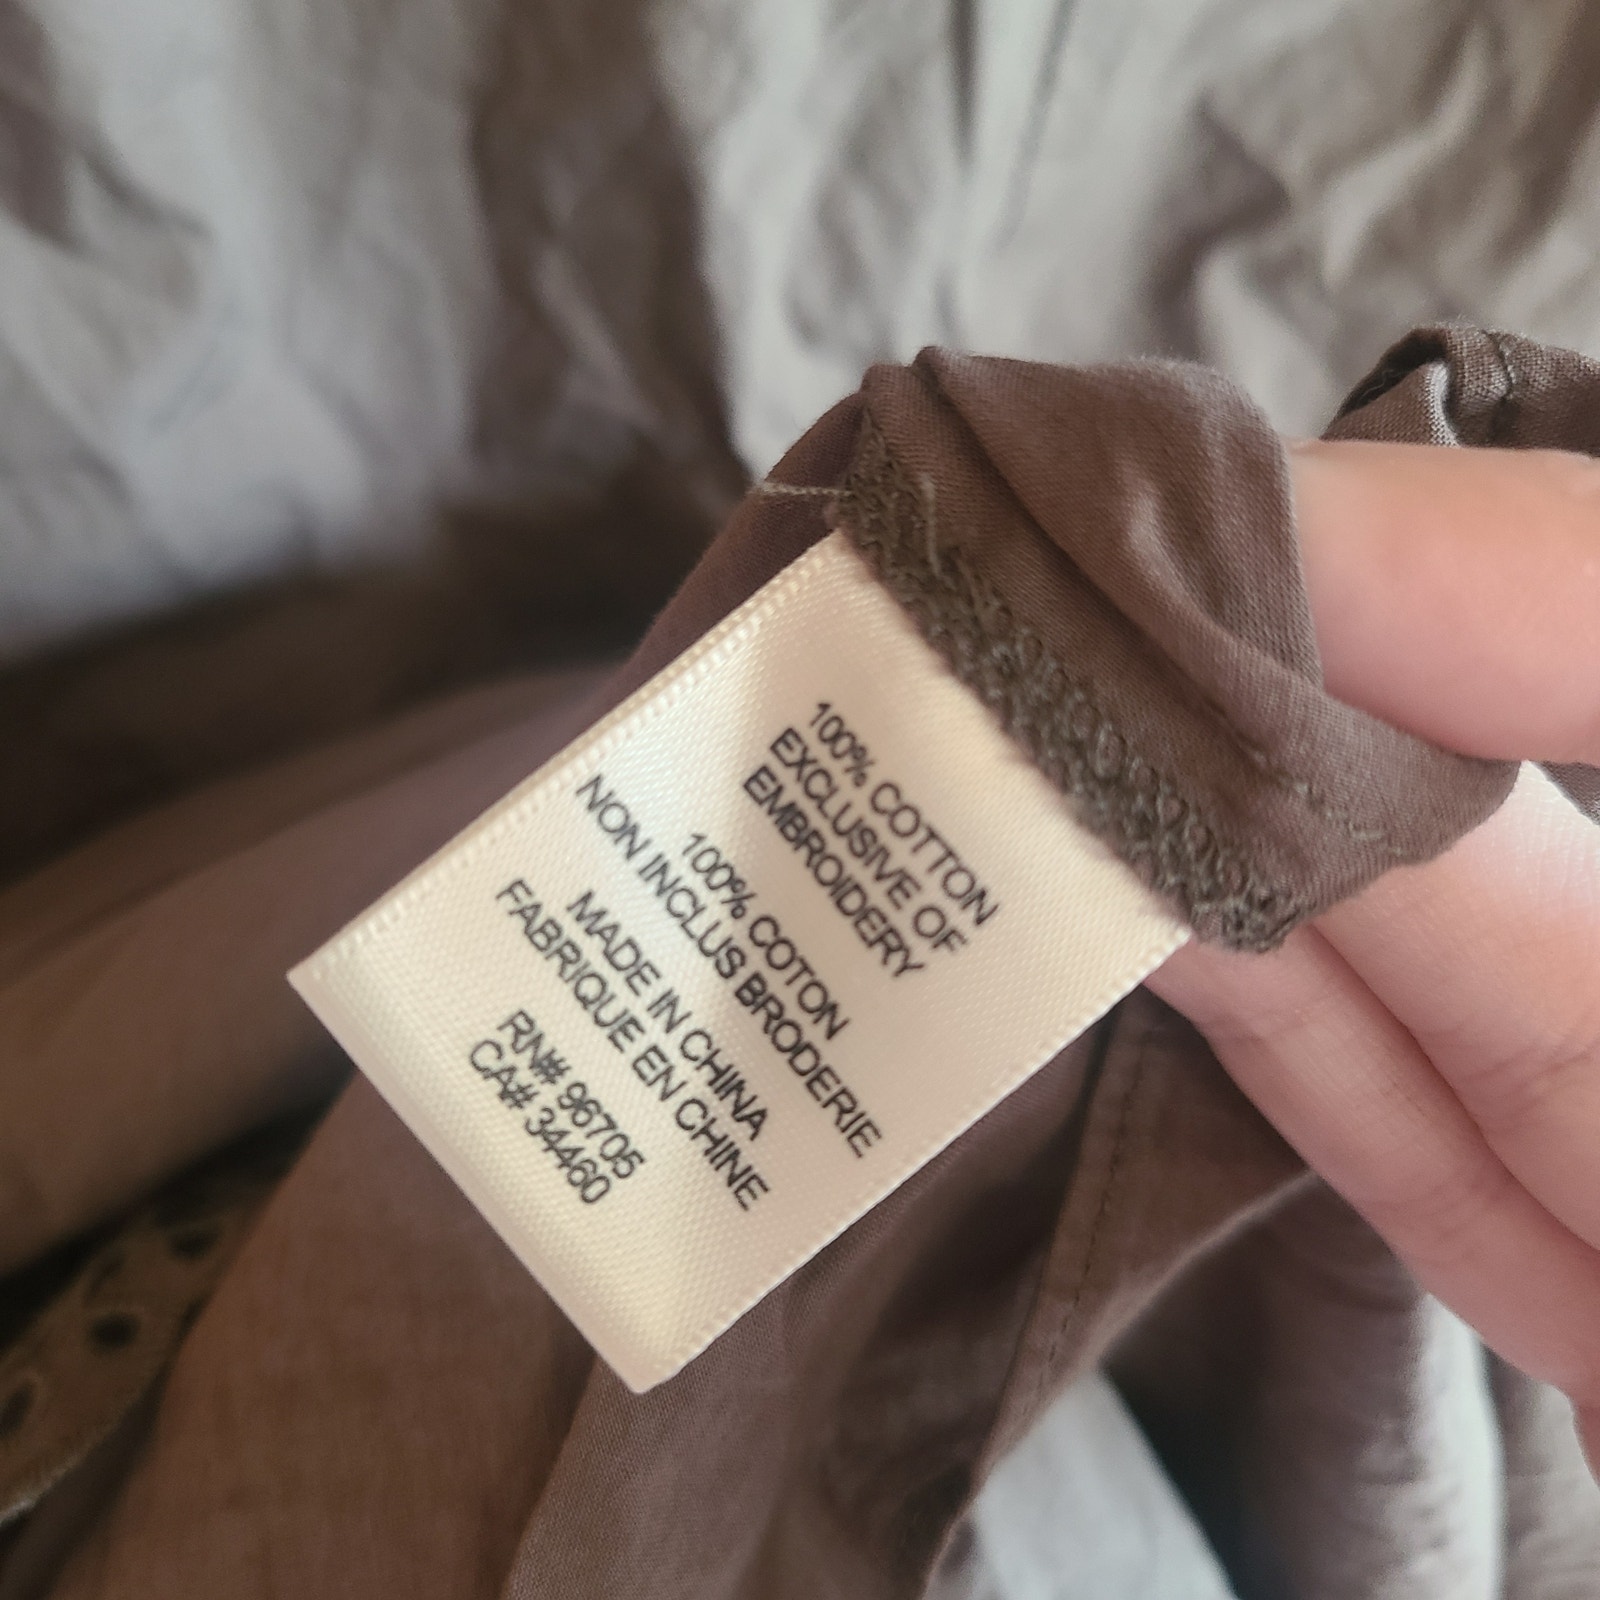 100% COTTON
EXCLUSIVE OF
EMBROIDERY
100% COTON
NON INCLUS BRODERIE
MADE IN CHINA
FABRIQUE EN CHINE
RN# 96705
CA# 34460